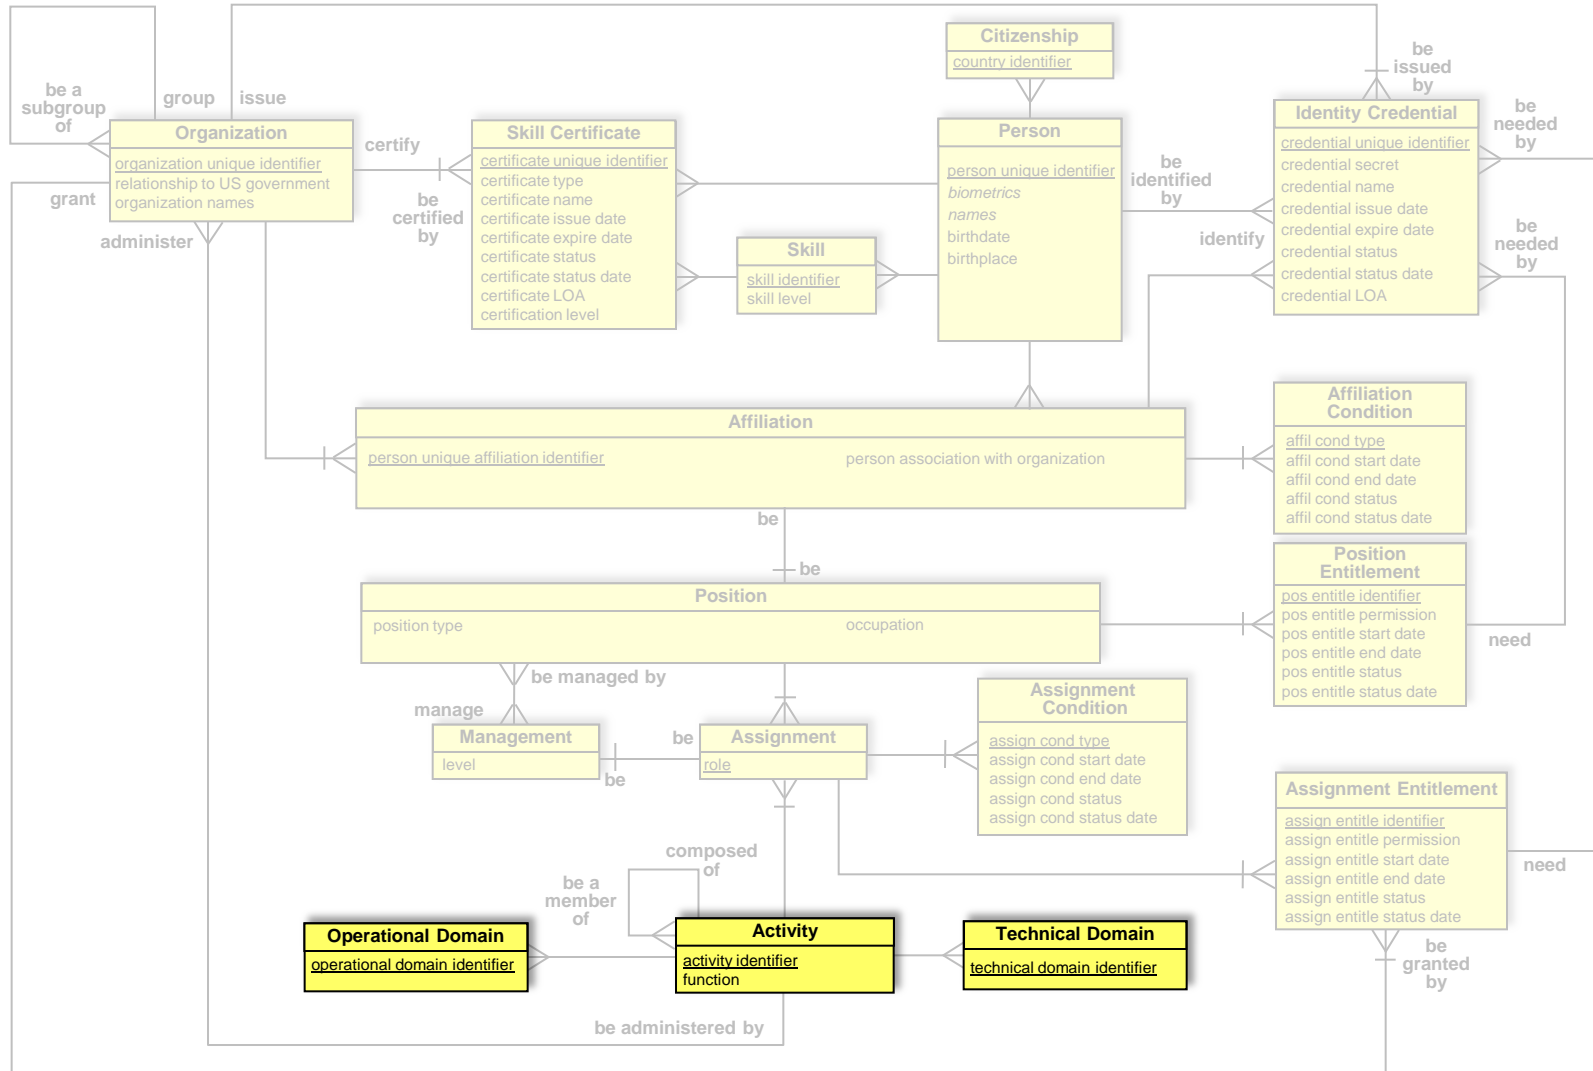 Citizenship
country identifier
be
issued
by
be a
subgroup
of
group
issue
Organization
organization unique identifier
relationship to US government
organization names
certify
be
certified
by
grant
administer
Skill Certificate
certificate unique identifier
certificate type
certificate name
certificate issue date
certificate expire date
certificate status
certificate status date
certificate LOA
certification level
Skill
skill identifier
skill level
Person
person unique identifier
biometrics
names
birthdate
birthplace
be
identified
by
identify
Identity Credential
credential unique identifier
credential secret
credential name
credential issue date
credential expire date
credential status
credential status date
credential LOA
be
needed
by
be
needed
by
Affiliation
person unique affiliation identifier
person association with organization
Affiliation
Condition
affil cond type
affil cond start date
affil cond end date
affil cond status
affil cond status date
be
be
Position
position type
occupation
Position
Entitlement
pos entitle identifier
pos entitle permission
pos entitle start date
pos entitle end date
pos entitle status
pos entitle status date
need
be managed by
manage
Management
level
be
be
Assignment
role
Assignment
Condition
assign cond type
assign cond start date
assign cond end date
assign cond status
assign cond status date
Assignment Entitlement
assign entitle identifier
assign entitle permission
assign entitle start date
assign entitle end date
assign entitle status
assign entitle status date
need
composed
of
be a
member
of
Operational Domain
operational domain identifier
Activity
activity identifier
function
Technical Domain
technical domain identifier
be
granted
by
be administered by